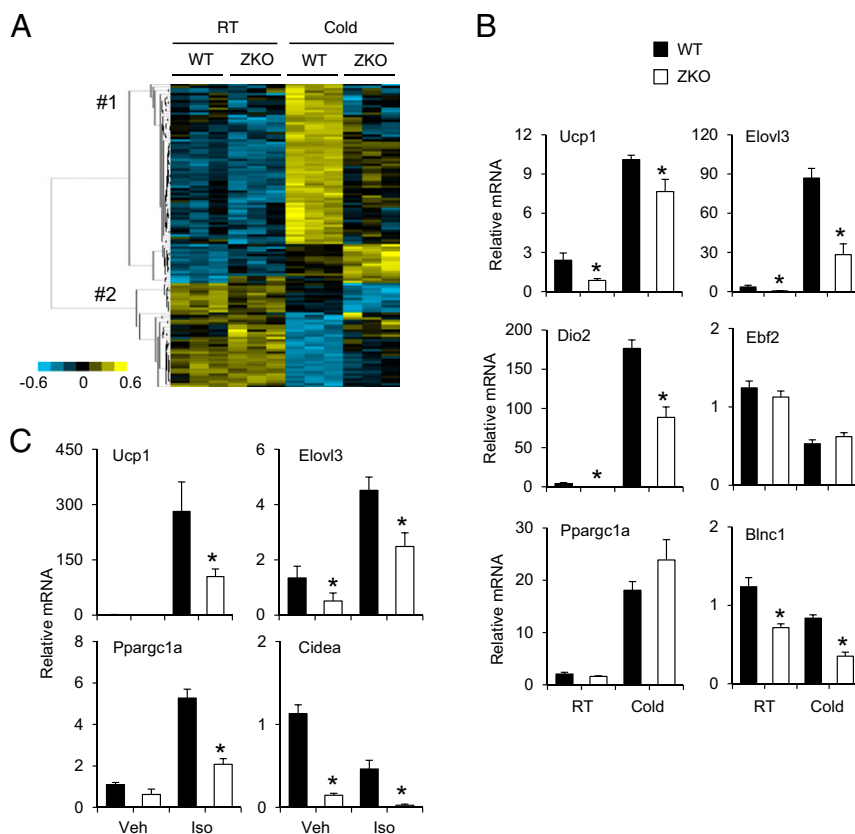 A
RT Cold
WT ZKO WT ZKO
#1
#2
-0.6 0 0.6
B
WT
ZKO
Ucp1
Elovl3
Relative mRNA
12
9
6
3
0
120
90
60
30
0
* * * *
Dio2
Ebf2
Relative mRNA
200
150
100
50
0
2
1
0
* *
Ppargc1a
Blnc1
Relative mRNA
30
20
10
0
2
1
0
* *
RT Cold RT Cold
C
Ucp1
Elovl3
Relative mRNA
450
300
150
0
6
4
2
0
* * *
Ppargc1a
Cidea
Relative mRNA
8
6
4
2
0
2
1
0
* * *
Veh Iso Veh Iso